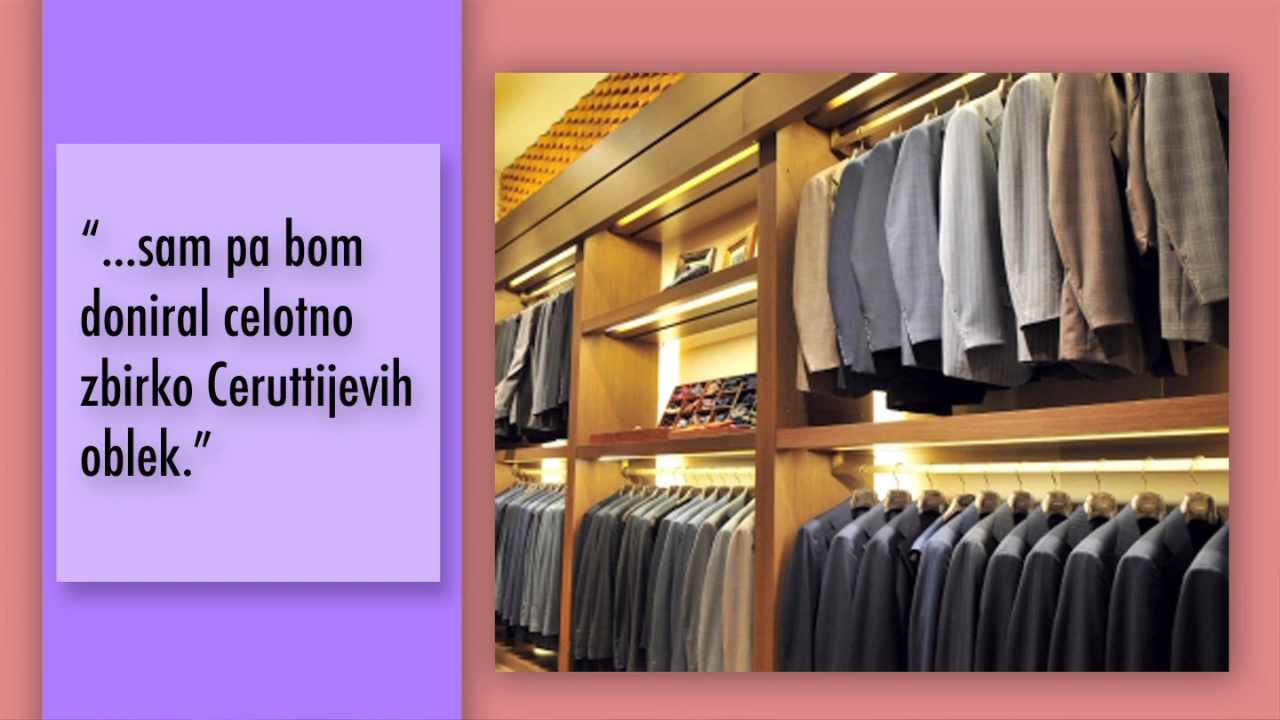 “...sam pa bom
doniral celotno
zbirko Ceruttijevih
oblek.”